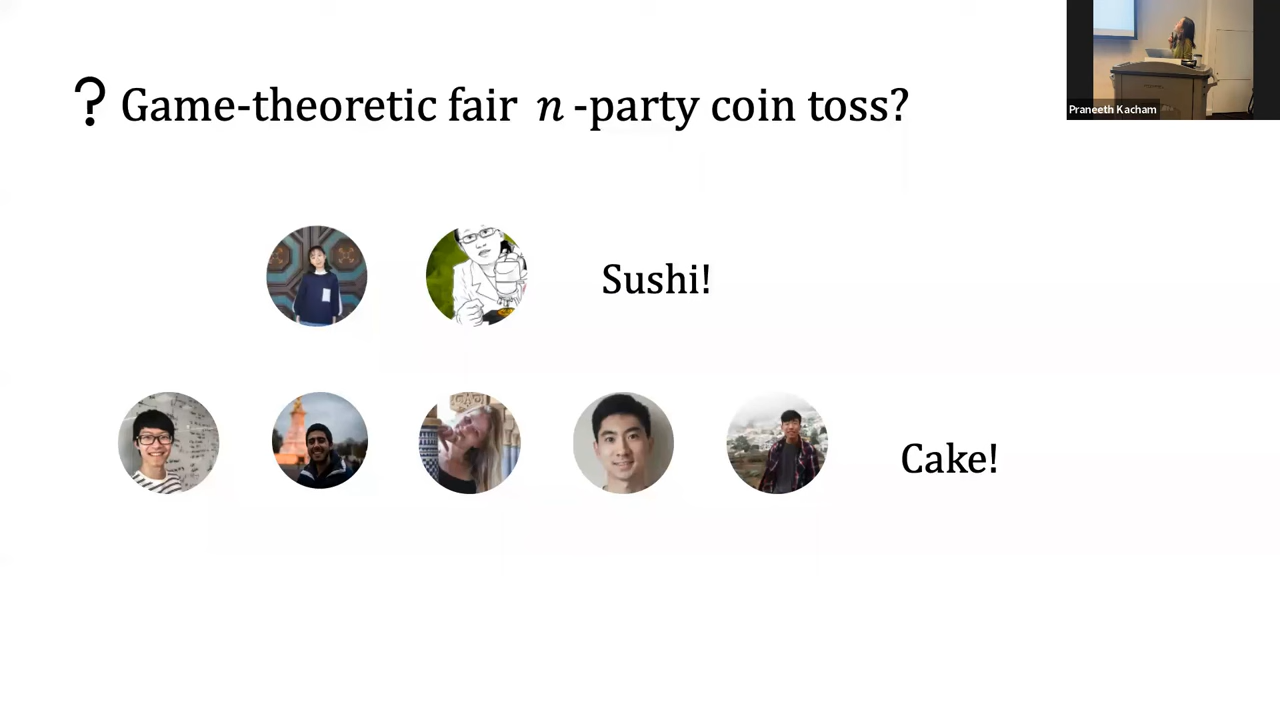 ? Game-theoretic fair n -party coin toss?
Praneeth Kacham
Sushi!
Cake!